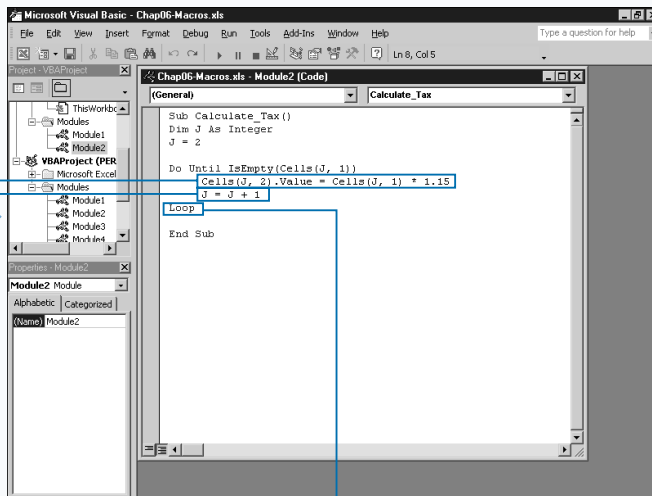 Microsoft Visual Basic - Chap06-Macros.xls
File Edit View Insert Format Debug Run Tools Add-Ins Window Help
Type a question for help
Ln 8, Col 5
Project - VBAProject
ThisWorkbc
Modules
Module1
Module2
VBAProject (PER
Microsoft Excel
Modules
Module1
Module2
Module3
Module4
Properties - Module2
Module2 Module
Alphabetic Categorized
(Name) Module2
Chap06-Macros.xls - Module2 (Code)
(General) Calculate_Tax
Sub Calculate_Tax()
Dim J As Integer
J = 2
Do Until IsEmpty(Cells(J, 1))
Cells(J, 2).Value = Cells(J, 1) * 1.15
J = J + 1
Loop
End Sub